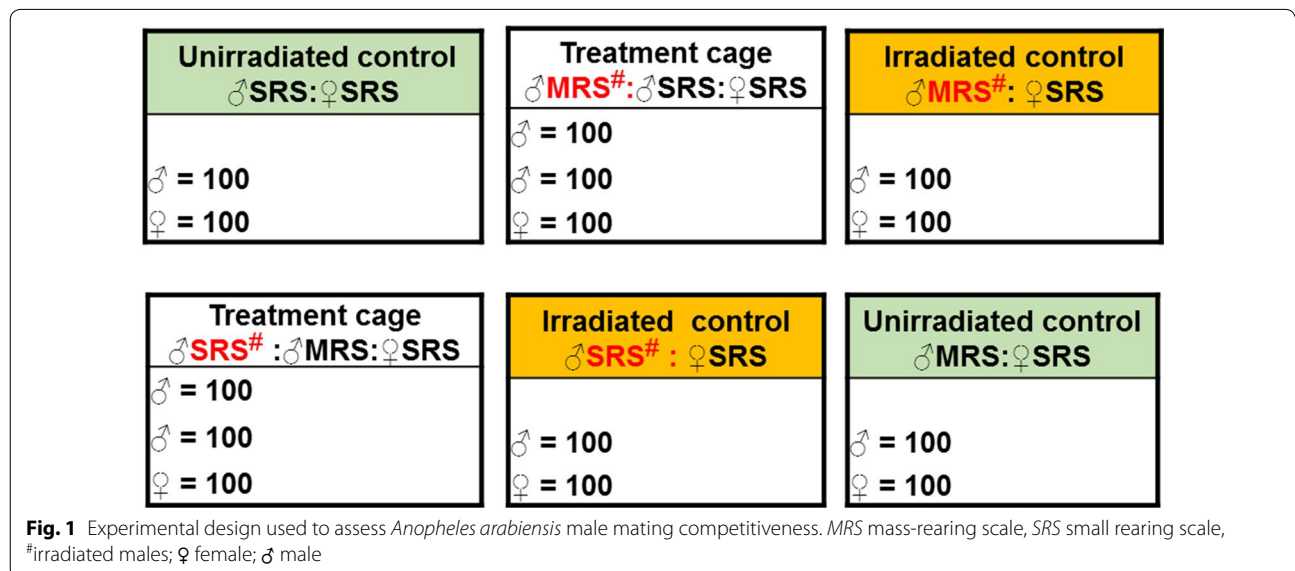 Unirradiated control
♂SRS:♀SRS
♂ = 100
♀ = 100
Treatment cage
♂MRS#:♂SRS:♀SRS
♂ = 100
♂ = 100
♀ = 100
Irradiated control
♂MRS#: ♀SRS
♂ = 100
♀ = 100
Treatment cage
♂SRS# :♂MRS:♀SRS
♂ = 100
♂ = 100
♀ = 100
Irradiated control
♂SRS# : ♀SRS
♂ = 100
♀ = 100
Unirradiated control
♂MRS:♀SRS
♂ = 100
♀ = 100
Fig. 1 Experimental design used to assess Anopheles arabiensis male mating competitiveness. MRS mass-rearing scale, SRS small rearing scale,
#irradiated males; ♀ female; ♂ male